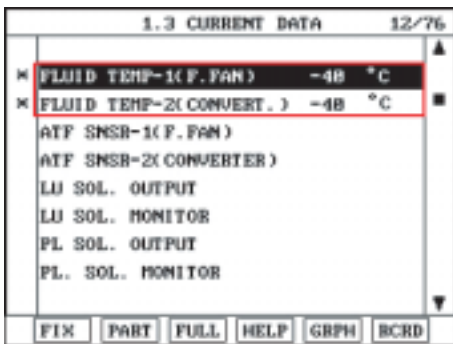 1.3 CURRENT DATA 12/76
× FLUID TEMP-1(F.FAN) -40 °C
× FLUID TEMP-2(CONVERT.) -40 °C
ATF SNSR-1(F.FAN)
ATF SNSR-2(CONVERTER)
LU SOL. OUTPUT
LU SOL. MONITOR
PL SOL. OUTPUT
PL. SOL. MONITOR
FIX PART FULL HELP GRPH RCRD